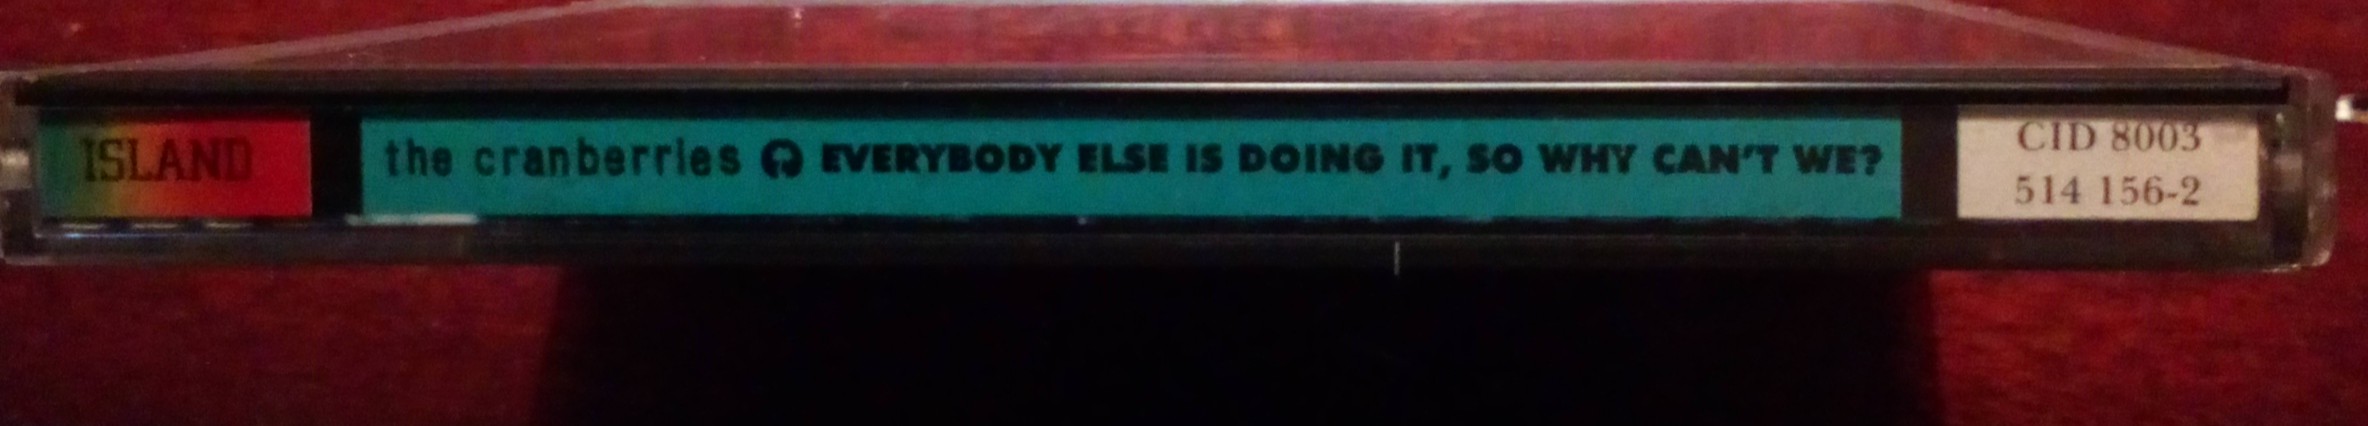 ISLAND
the cranberries EVERYBODY ELSE IS DOING IT, SO WHY CAN'T WE?
CID 8003
514 156-2